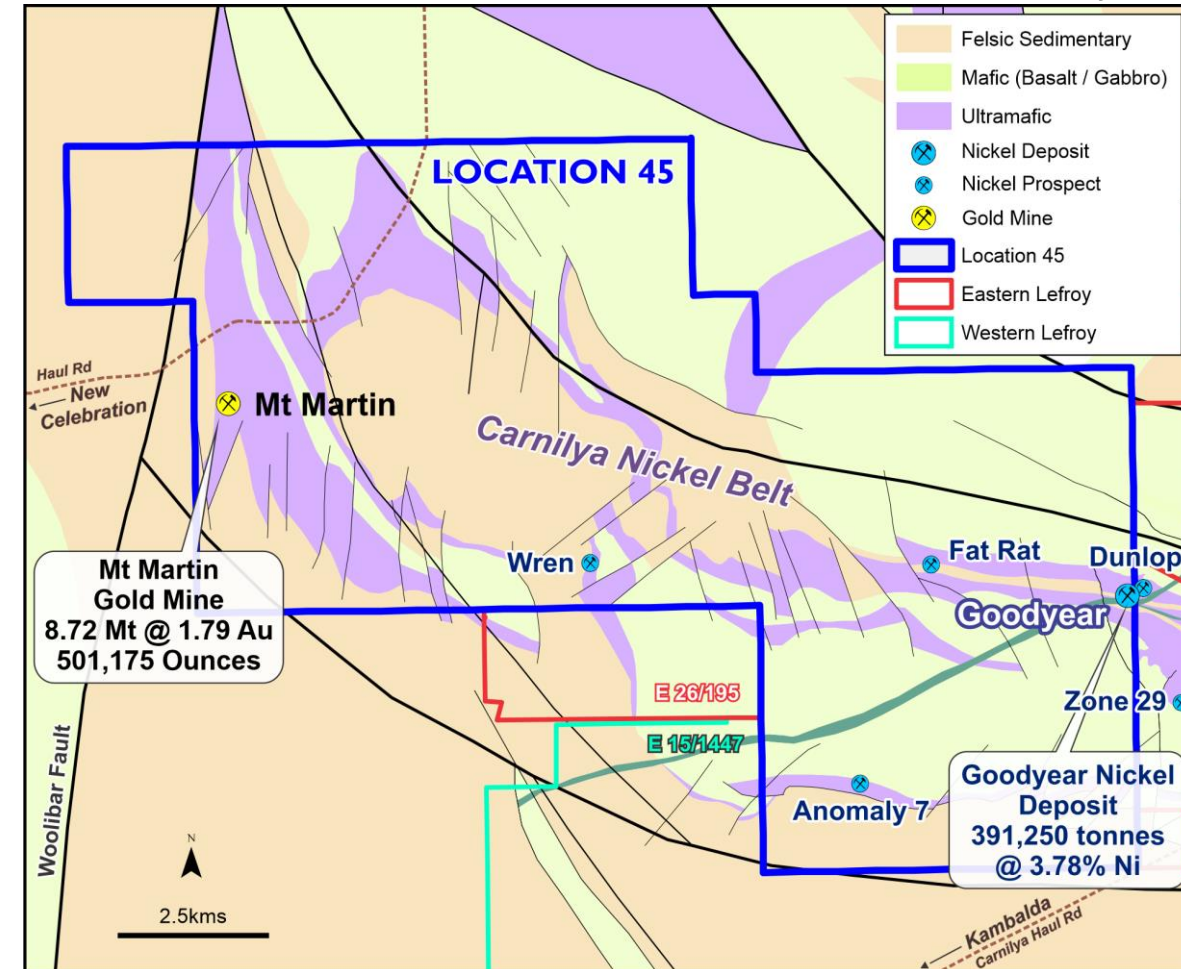 Felsic Sedimentary
Mafic (Basalt / Gabbro)
Ultramafic
Nickel Deposit
Nickel Prospect
Gold Mine
Location 45
Eastern Lefroy
Western Lefroy
LOCATION 45
Haul Rd
New
Celebration
Mt Martin
Carnilya Nickel Belt
Wren
Fat Rat
Dunlop
Goodyear
Mt Martin
Gold Mine
8.72 Mt @ 1.79 Au
501,175 Ounces
E 26/195
E 15/1447
Zone 29
Anomaly 7
Goodyear Nickel
Deposit
391,250 tonnes
@ 3.78% Ni
Woolibar Fault
N
2.5kms
Kambalda
Carnilya Haul Rd